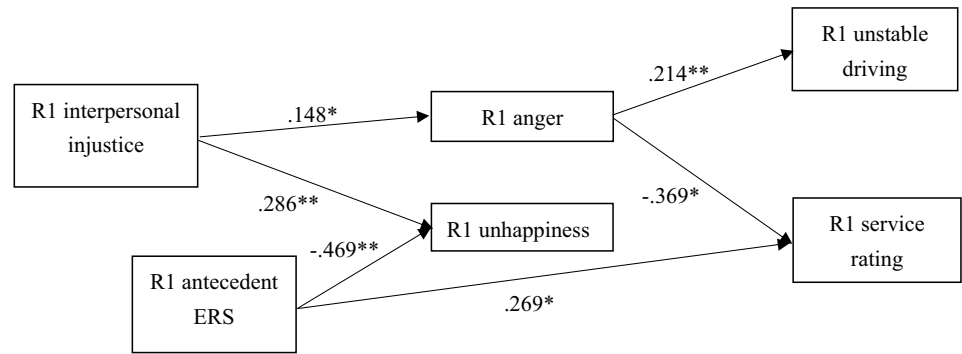 R1 unstable
driving
.214**
R1 interpersonal
injustice
.148*
R1 anger
.286**
-.369*
R1 unhappiness
R1 service
rating
-.469**
R1 antecedent
ERS
.269*